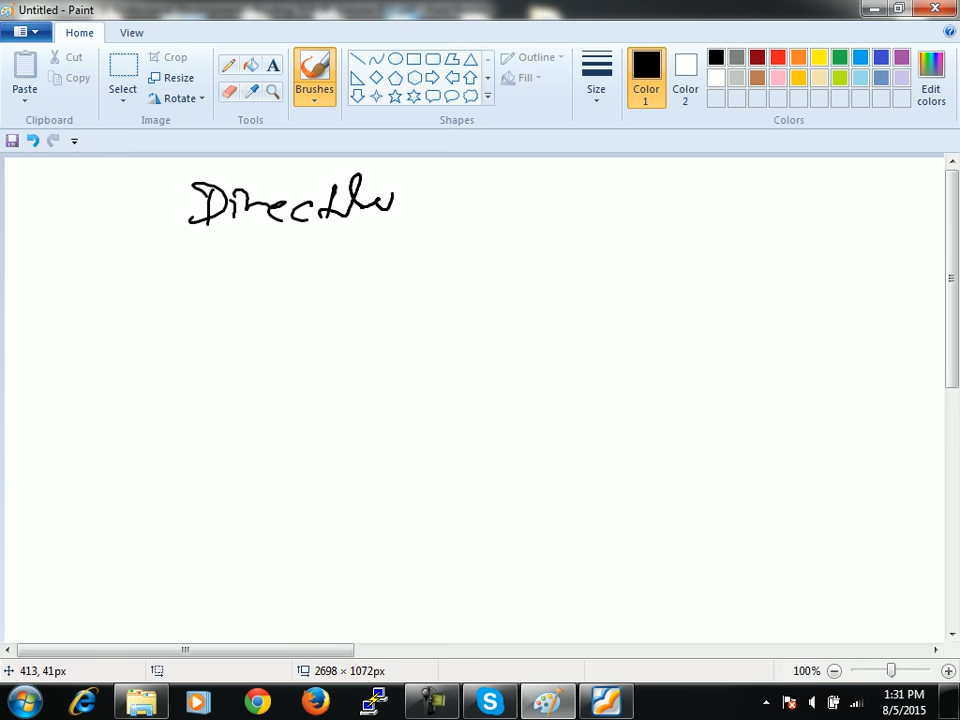 Untitled - Paint
Home
View
Paste
Cut
Copy
Clipboard
Select
Crop
Resize
Rotate
Image
A
Tools
Brushes
Shapes
Outline
Fill
Size
Color 1
Color 2
Edit colors
Colors
413, 41px
2698 × 1072px
100%
1:31 PM
8/5/2015